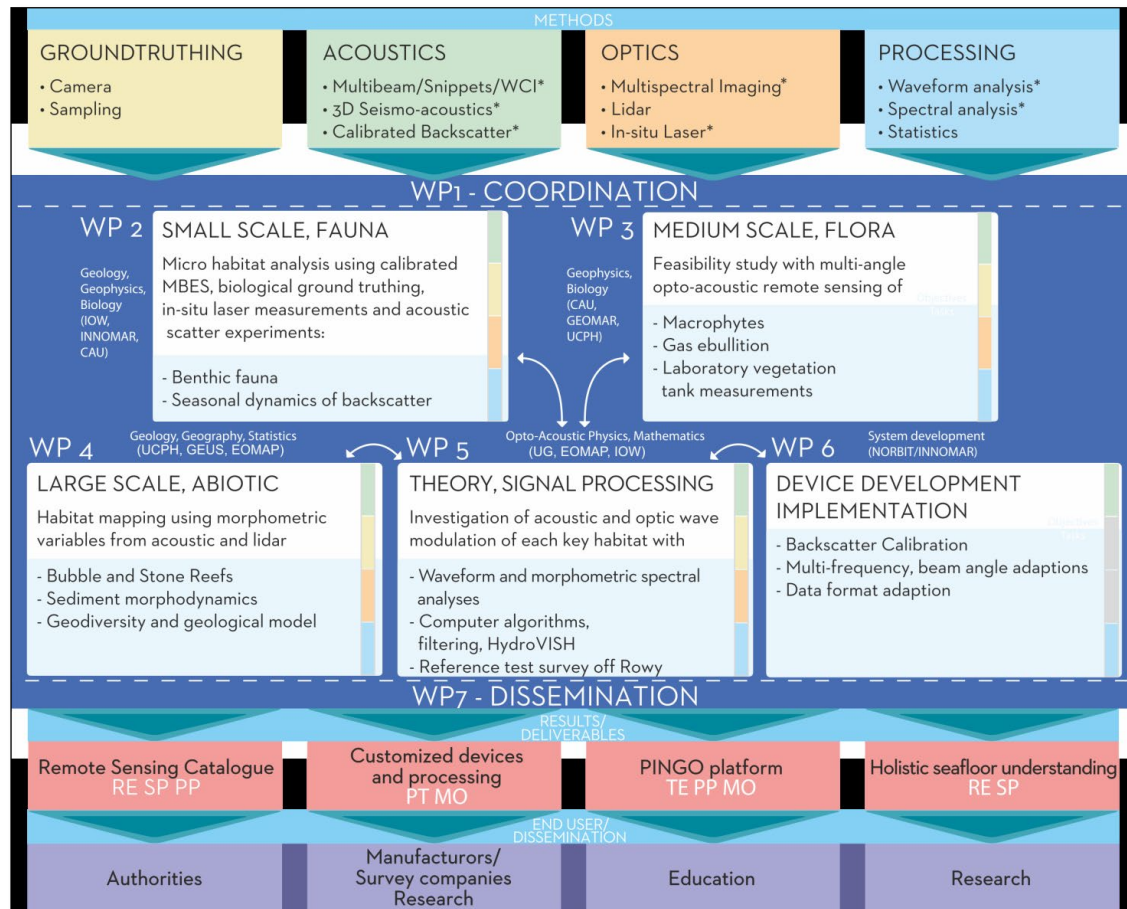 METHODS
GROUNDTRUTHING
• Camera
• Sampling
ACOUSTICS
• Multibeam/Snippets/WCI*
• 3D Seismo-acoustics*
• Calibrated Backscatter*
OPTICS
• Multispectral Imaging*
• Lidar
• In-situ Laser*
PROCESSING
• Waveform analysis*
• Spectral analysis*
• Statistics
WP1 - COORDINATION
WP 2
Geology,
Geophysics,
Biology
(IOW,
INNOMAR,
CAU)
SMALL SCALE, FAUNA
Micro habitat analysis using calibrated
MBES, biological ground truthing,
in-situ laser measurements and acoustic
scatter experiments:
- Benthic fauna
- Seasonal dynamics of backscatter
WP 3
Geophysics,
Biology
(CAU,
GEOMAR,
UCPH)
MEDIUM SCALE, FLORA
Feasibility study with multi-angle
opto-acoustic remote sensing of
- Macrophytes
- Gas ebullition
- Laboratory vegetation
tank measurements
WP 4
Geology, Geography, Statistics
(UCPH, GEUS, EOMAP)
LARGE SCALE, ABIOTIC
Habitat mapping using morphometric
variables from acoustic and lidar
- Bubble and Stone Reefs
- Sediment morphodynamics
- Geodiversity and geological model
WP 5
Opto-Acoustic Physics, Mathematics
(UG, EOMAP, IOW)
THEORY, SIGNAL PROCESSING
Investigation of acoustic and optic wave
modulation of each key habitat with
- Waveform and morphometric spectral
analyses
- Computer algorithms,
filtering, HydroVISH
- Reference test survey off Rowy
WP 6
System development
(NORBIT/INNOMAR)
DEVICE DEVELOPMENT
IMPLEMENTATION
- Backscatter Calibration
- Multi-frequency, beam angle adaptions
- Data format adaption
WP7 - DISSEMINATION
RESULTS/
DELIVERABLES
Remote Sensing Catalogue
RE SP PP
Customized devices
and processing
PT MO
PINGO platform
TE PP MO
Holistic seafloor understanding
RE SP
END USER/
DISSEMINATION
Authorities
Manufacturors/
Survey companies
Research
Education
Research